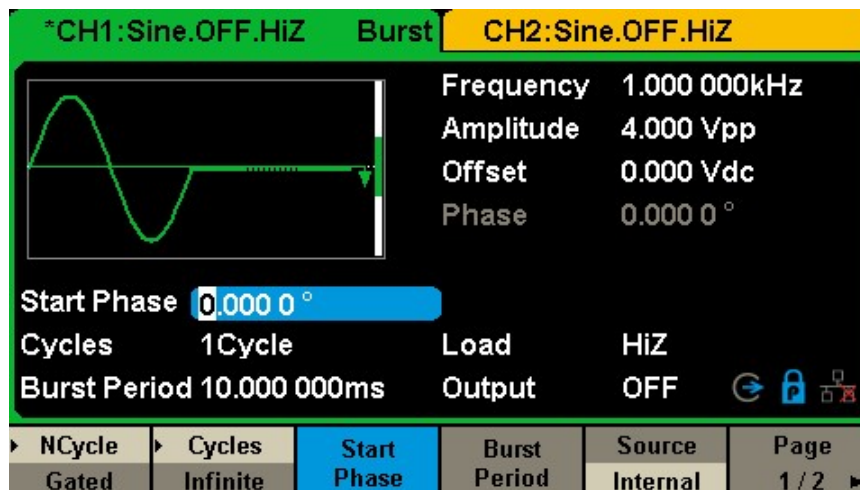 *CH1:Sine.OFF.HiZ Burst CH2:Sine.OFF.HiZ
Frequency 1.000 000kHz
Amplitude 4.000 Vpp
Offset 0.000 Vdc
Phase 0.000 0 °
Start Phase 0.000 0 °
Cycles 1Cycle Load HiZ
Burst Period 10.000 000ms Output OFF P
NCycle Cycles Start Burst Source Page
Gated Infinite Phase Period Internal 1/2